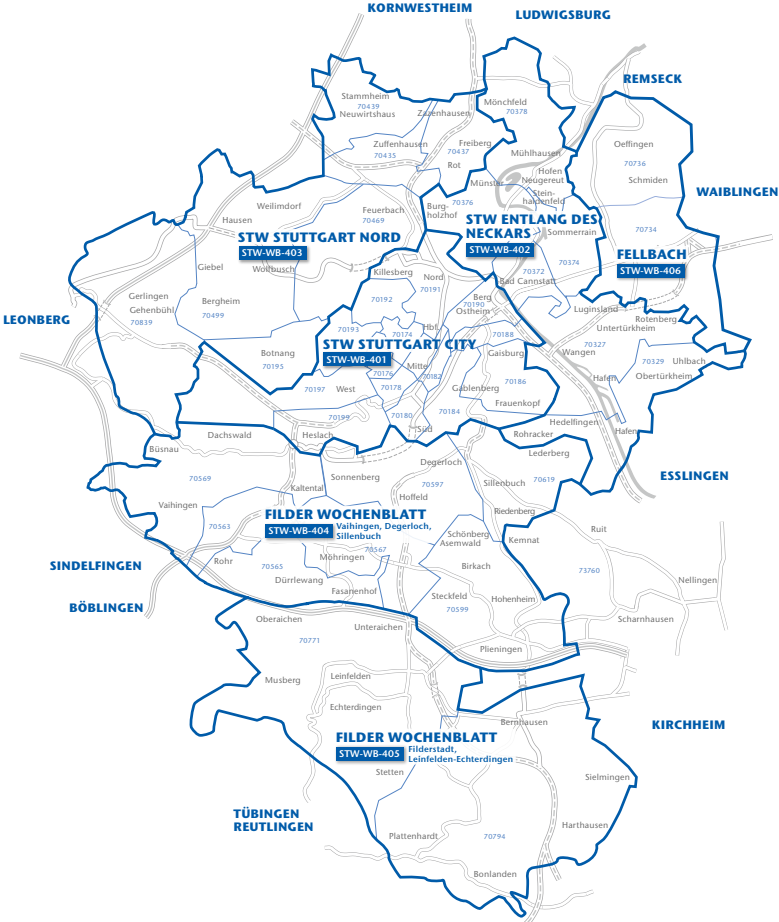 KORNWESTHEIM
LUDWIGSBURG
REMSECK
Stammheim
70439
Neuwirtshaus
Zazenhausen
Mönchfeld
70378
Zuffenhausen
70435
Freiberg
70437
Rot
Mühlhausen
Oeffingen
70736
Schmiden
Hofen
Neugereut
Münster
Stein-
haldenfeld
WAIBLINGEN
Weilimdorf
Hausen
Feuerbach
70469
Burg-
holzhof
70376
STW ENTLANG DES
NECKARS
STW-WB-402
Sommerrain
70734
STW STUTTGART NORD
STW-WB-403
Wolfbusch
Giebel
FELLBACH
STW-WB-406
Killesberg
Nord
70191
70372
70374
Bad Cannstatt
Gerlingen
Gehenbühl
70839
Bergheim
70499
70192
Berg
70190
Ostheim
Luginsland
Rotenberg
Untertürkheim
LEONBERG
70193
70174
Hbf.
70188
70327
STW STUTTGART CITY
STW-WB-401
Botnang
70195
Gaisburg
Wangen
70329
Uhlbach
Obertürkheim
Mitte
70176
70182
70197
West
70178
Gablenberg
70186
Hafen
Frauenkopf
70199
70180
70184
Hedelfingen
Hafen
Dachswald
Heslach
Süd
Rohracker
Büsnau
Lederberg
Degerloch
ESSLINGEN
70569
Sonnenberg
70597
Sillenbuch
70619
Kaltental
Vaihingen
Hoffeld
Riedenberg
FILDER WOCHENBLATT
STW-WB-404
Vaihingen, Degerloch,
Sillenbuch
70563
Schönberg
Asemwald
Kemnat
Ruit
Rohr
70565
Möhringen
70567
Birkach
73760
SINDELFINGEN
Dürrlewang
Fasanenhof
Nellingen
BÖBLINGEN
Steckfeld
70599
Hohenheim
Oberaichen
Unteraichen
Scharnhausen
70771
Plieningen
Musberg
Leinfelden
Echterdingen
Bernhausen
KIRCHHEIM
FILDER WOCHENBLATT
STW-WB-405
Filderstadt,
Leinfelden-Echterdingen
Stetten
Sielmingen
TÜBINGEN
REUTLINGEN
Harthausen
Plattenhardt
70794
Bonlanden